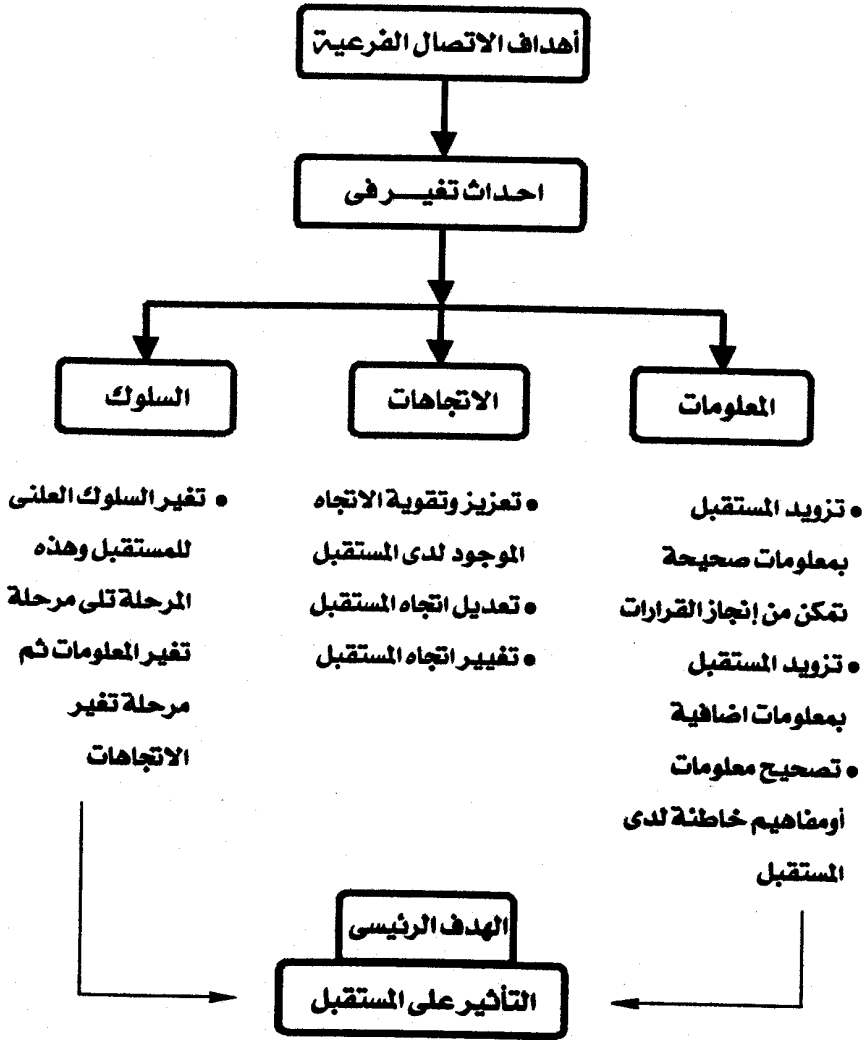 أهداف الاتصال الفرعية
احداث تغيـــر فى
المعلومات
الاتجاهات
السلوك
• تزويد المستقبل
بمعلومات صحيحة
تمكن من إنجاز القرارات
• تزويد المستقبل
بمعلومات اضافية
• تصحيح معلومات
أومفاهيم خاطئة لدى
المستقبل
• تعزيز وتقوية الاتجاه
الموجود لدى المستقبل
• تعديل اتجاه المستقبل
• تغيير اتجاه المستقبل
• تغير السلوك العلنى
للمستقبل وهذه
المرحلة تلى مرحلة
تغير المعلومات ثم
مرحلة تغير
الاتجاهات
الهدف الرئيسى
التأثير على المستقبل